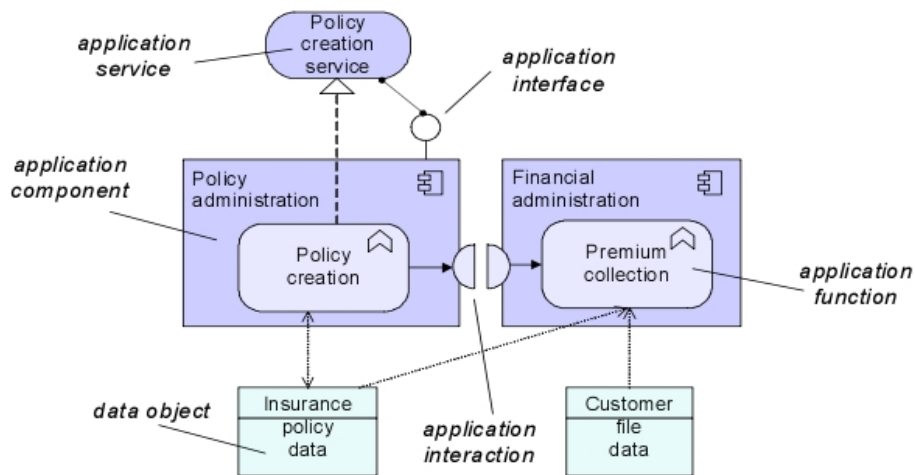 Policy
creation
service
application
service
application
interface
application
component
Policy
administration
Financial
administration
Policy
creation
Premium
collection
application
function
Insurance
policy
data
Customer
file
data
data object
application
interaction